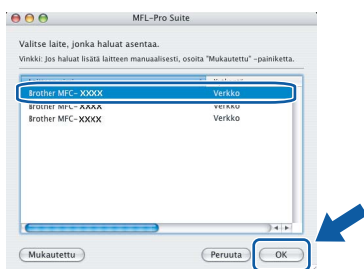 MFL-Pro Suite
Valitse laite, jonka haluat asentaa.
Vinkki: Jos haluat lisätä laitteen manuaalisesti, osoita "Mukautettu" -painiketta.
Brother MFC- XXXX Verkko
Brother MFC- XXXX Verkko
Brother MFC- XXXX Verkko
Mukautettu Peruuta OK